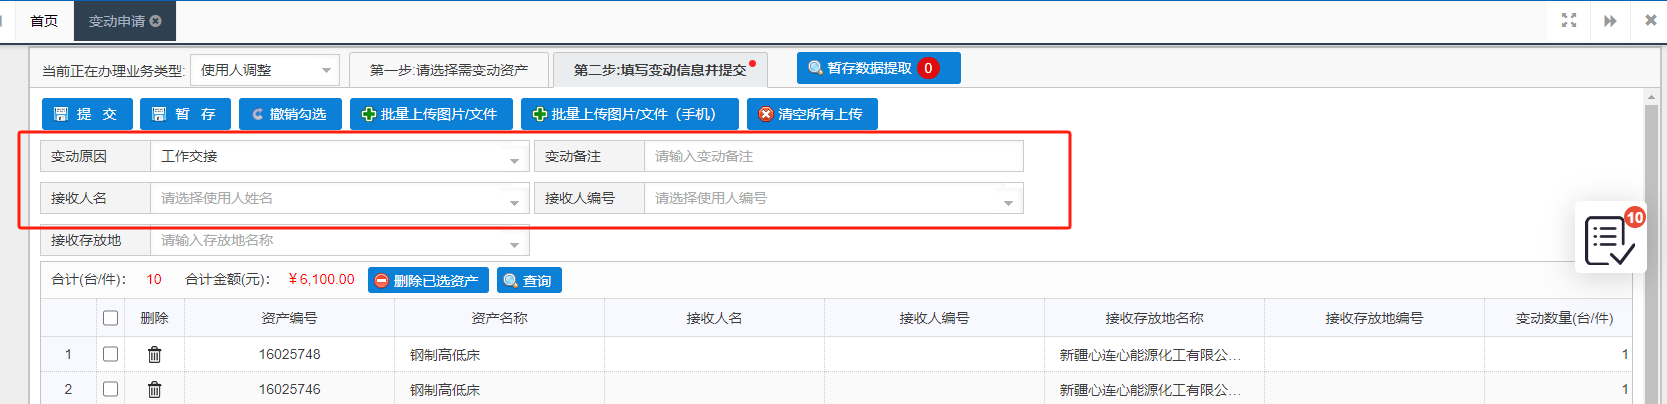 首页 变动申请
当前正在办理业务类型: 使用人调整 第一步:请选择需变动资产 第二步:填写变动信息并提交 暂存数据提取 0
提 交 暂 存 撤销勾选 批量上传图片/文件 批量上传图片/文件（手机） 清空所有上传
变动原因 工作交接 变动备注 请输入变动备注
接收人名 请选择使用人姓名 接收人编号 请选择使用人编号
10
接收存放地 请输入存放地名称
合计(台/件): 10 合计金额(元): ￥6,100.00 删除已选资产 查询
删除 资产编号 资产名称 接收人名 接收人编号 接收存放地名称 接收存放地编号 变动数量(台/件)
1 16025748 钢制高低床 新疆心连心能源化工有限公... 1
2 16025746 钢制高低床 新疆心连心能源化工有限公... 1